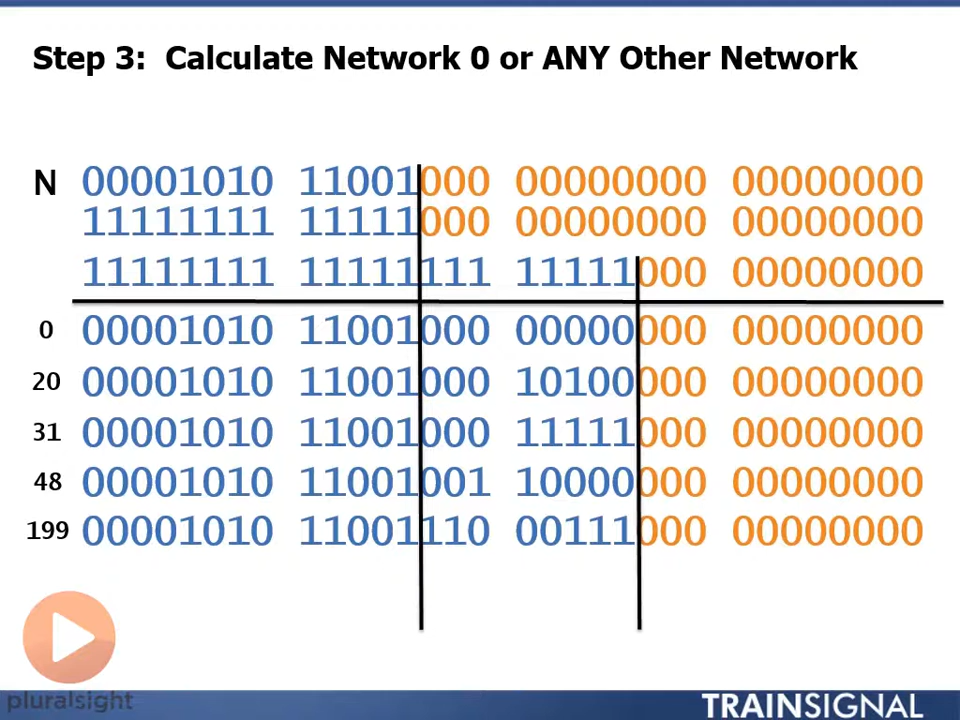 Step 3: Calculate Network 0 or ANY Other Network
N 00001010 11001000 00000000 00000000
11111111 11111000 00000000 00000000
11111111 11111111 11111000 00000000
0 00001010 11001000 00000000 00000000
20 00001010 11001000 10100000 00000000
31 00001010 11001000 11111000 00000000
48 00001010 11001001 10000000 00000000
199 00001010 11001110 00111000 00000000
pluralsight
TRAINSIGNAL